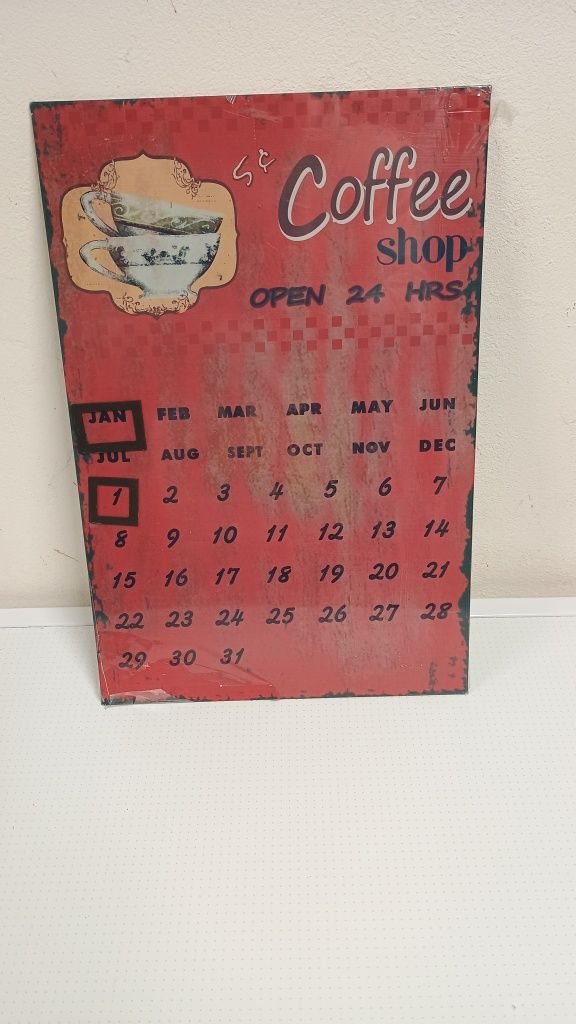 5¢ Coffee
shop
OPEN 24 HRS
JAN FEB MAR APR MAY JUN
JUL AUG SEPT OCT NOV DEC
1 2 3 4 5 6 7
8 9 10 11 12 13 14
15 16 17 18 19 20 21
22 23 24 25 26 27 28
29 30 31